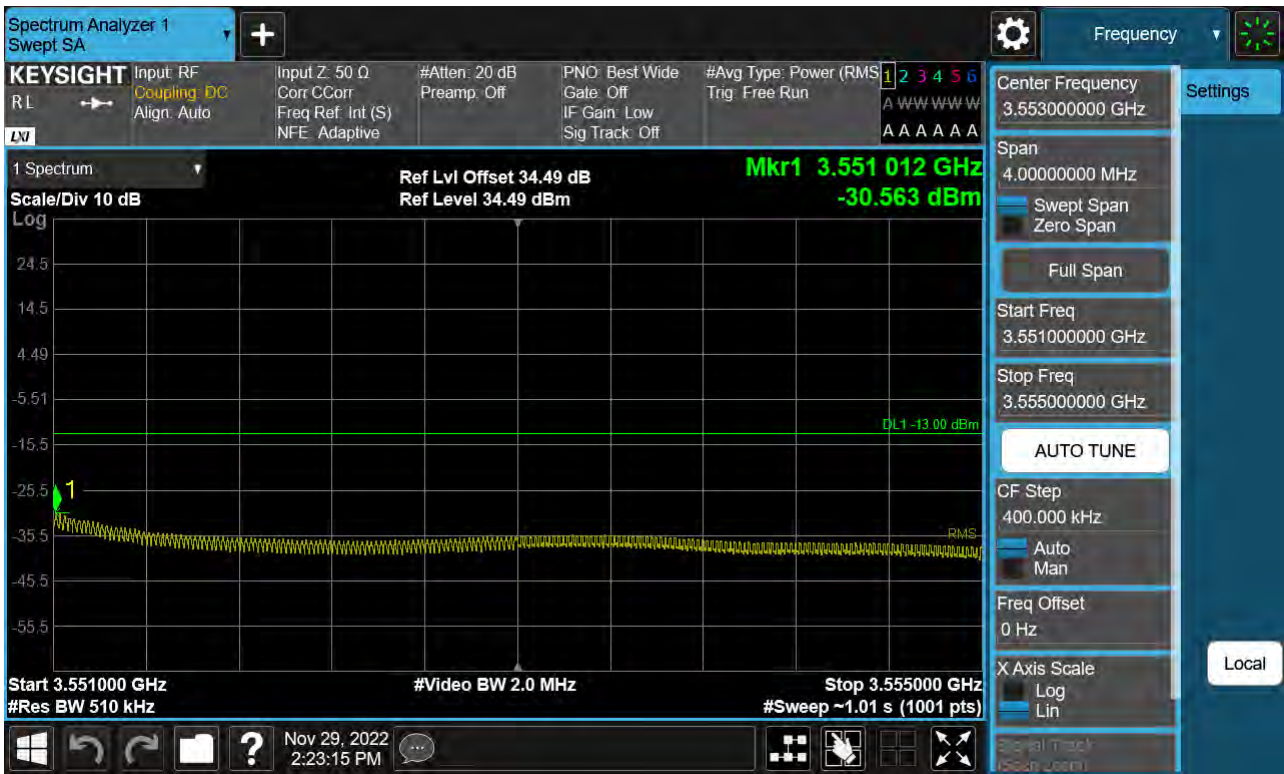 Spectrum Analyzer 1
Swept SA
+
Frequency
KEYSIGHT
RL
LXI
Input: RF
Coupling: DC
Align: Auto
Input Z: 50 Ω
Corr CCorr
Freq Ref: Int (S)
NFE: Adaptive
#Atten: 20 dB
Preamp: Off
PNO: Best Wide
Gate: Off
IF Gain: Low
Sig Track: Off
#Avg Type: Power (RMS
Trig: Free Run
1 2 3 4 5 6
A WW WW W
A A A A A A
1 Spectrum
Scale/Div 10 dB
Log
Ref Lvl Offset 34.49 dB
Ref Level 34.49 dBm
Mkr1 3.551 012 GHz
-30.563 dBm
24.5
14.5
4.49
-5.51
DL1 -13.00 dBm
-15.5
-25.5
1
-35.5
RMS
-45.5
-55.5
Start 3.551000 GHz
#Res BW 510 kHz
#Video BW 2.0 MHz
Stop 3.555000 GHz
#Sweep ~1.01 s (1001 pts)
Center Frequency
3.553000000 GHz
Settings
Span
4.00000000 MHz
Swept Span
Zero Span
Full Span
Start Freq
3.551000000 GHz
Stop Freq
3.555000000 GHz
AUTO TUNE
CF Step
400.000 kHz
Auto
Man
Freq Offset
0 Hz
X Axis Scale
Log
Lin
Local
Signal Track
(Span Zoom)
?
Nov 29, 2022
2:23:15 PM